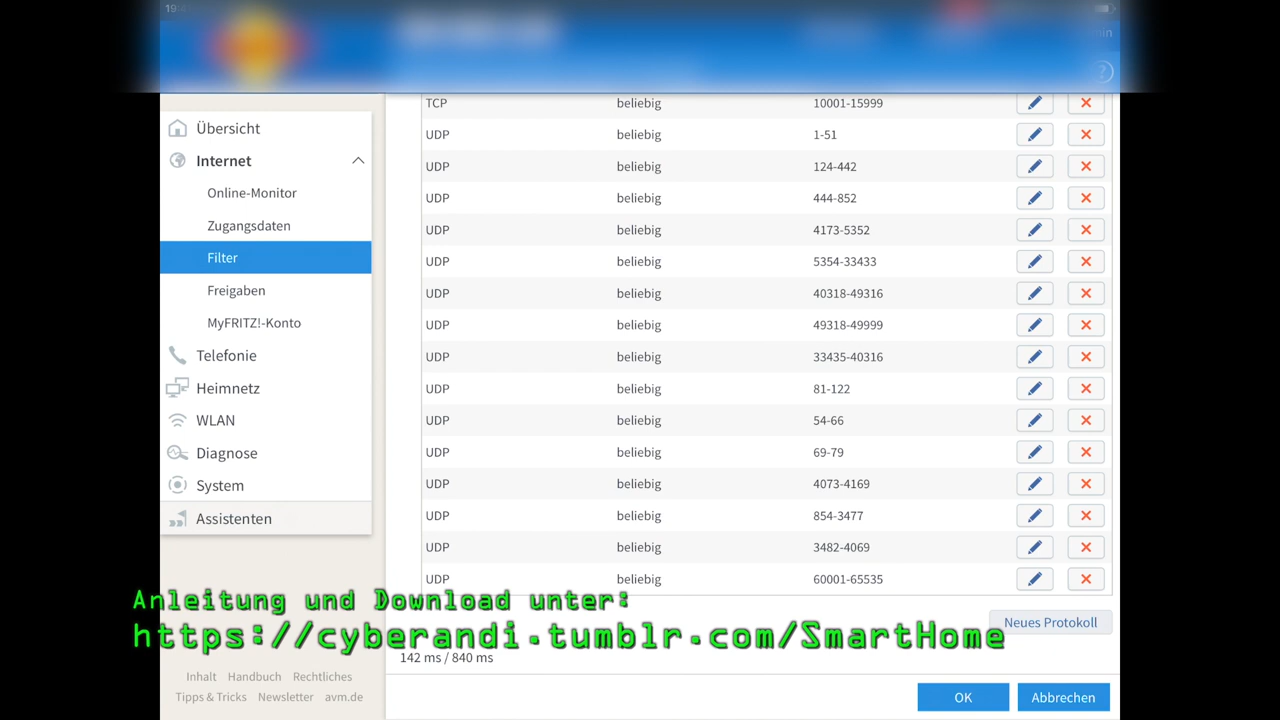 ?
Übersicht
Internet
Online-Monitor
Zugangsdaten
Filter
Freigaben
MyFRITZ!-Konto
Telefonie
Heimnetz
WLAN
Diagnose
System
Assistenten
Inhalt Handbuch Rechtliches
Tipps & Tricks Newsletter avm.de
TCP beliebig 10001-15999
UDP beliebig 1-51
UDP beliebig 124-442
UDP beliebig 444-852
UDP beliebig 4173-5352
UDP beliebig 5354-33433
UDP beliebig 40318-49316
UDP beliebig 49318-49999
UDP beliebig 33435-40316
UDP beliebig 81-122
UDP beliebig 54-66
UDP beliebig 69-79
UDP beliebig 4073-4169
UDP beliebig 854-3477
UDP beliebig 3482-4069
UDP beliebig 60001-65535
Anleitung und Download unter:
Neues Protokoll
https://cyberandi.tumblr.com/SmartHome
142 ms / 840 ms
OK Abbrechen